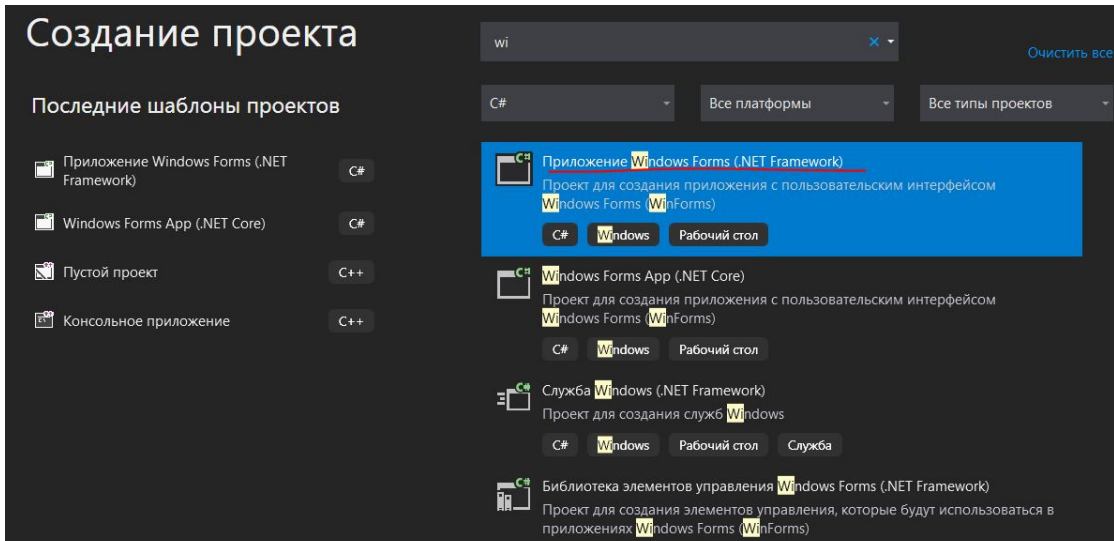 Создание проекта
wi
Очистить все
Последние шаблоны проектов
C#
Все платформы
Все типы проектов
Приложение Windows Forms (.NET
Framework)
C#
Windows Forms App (.NET Core)
C#
Пустой проект
C++
Консольное приложение
C++
Приложение Windows Forms (.NET Framework)
Проект для создания приложения с пользовательским интерфейсом
Windows Forms (WinForms)
C# Windows Рабочий стол
Windows Forms App (.NET Core)
Проект для создания приложения с пользовательским интерфейсом
Windows Forms (WinForms)
C# Windows Рабочий стол
Служба Windows (.NET Framework)
Проект для создания служб Windows
C# Windows Рабочий стол Служба
Библиотека элементов управления Windows Forms (.NET Framework)
Проект для создания элементов управления, которые будут использоваться в
приложениях Windows Forms (WinForms)